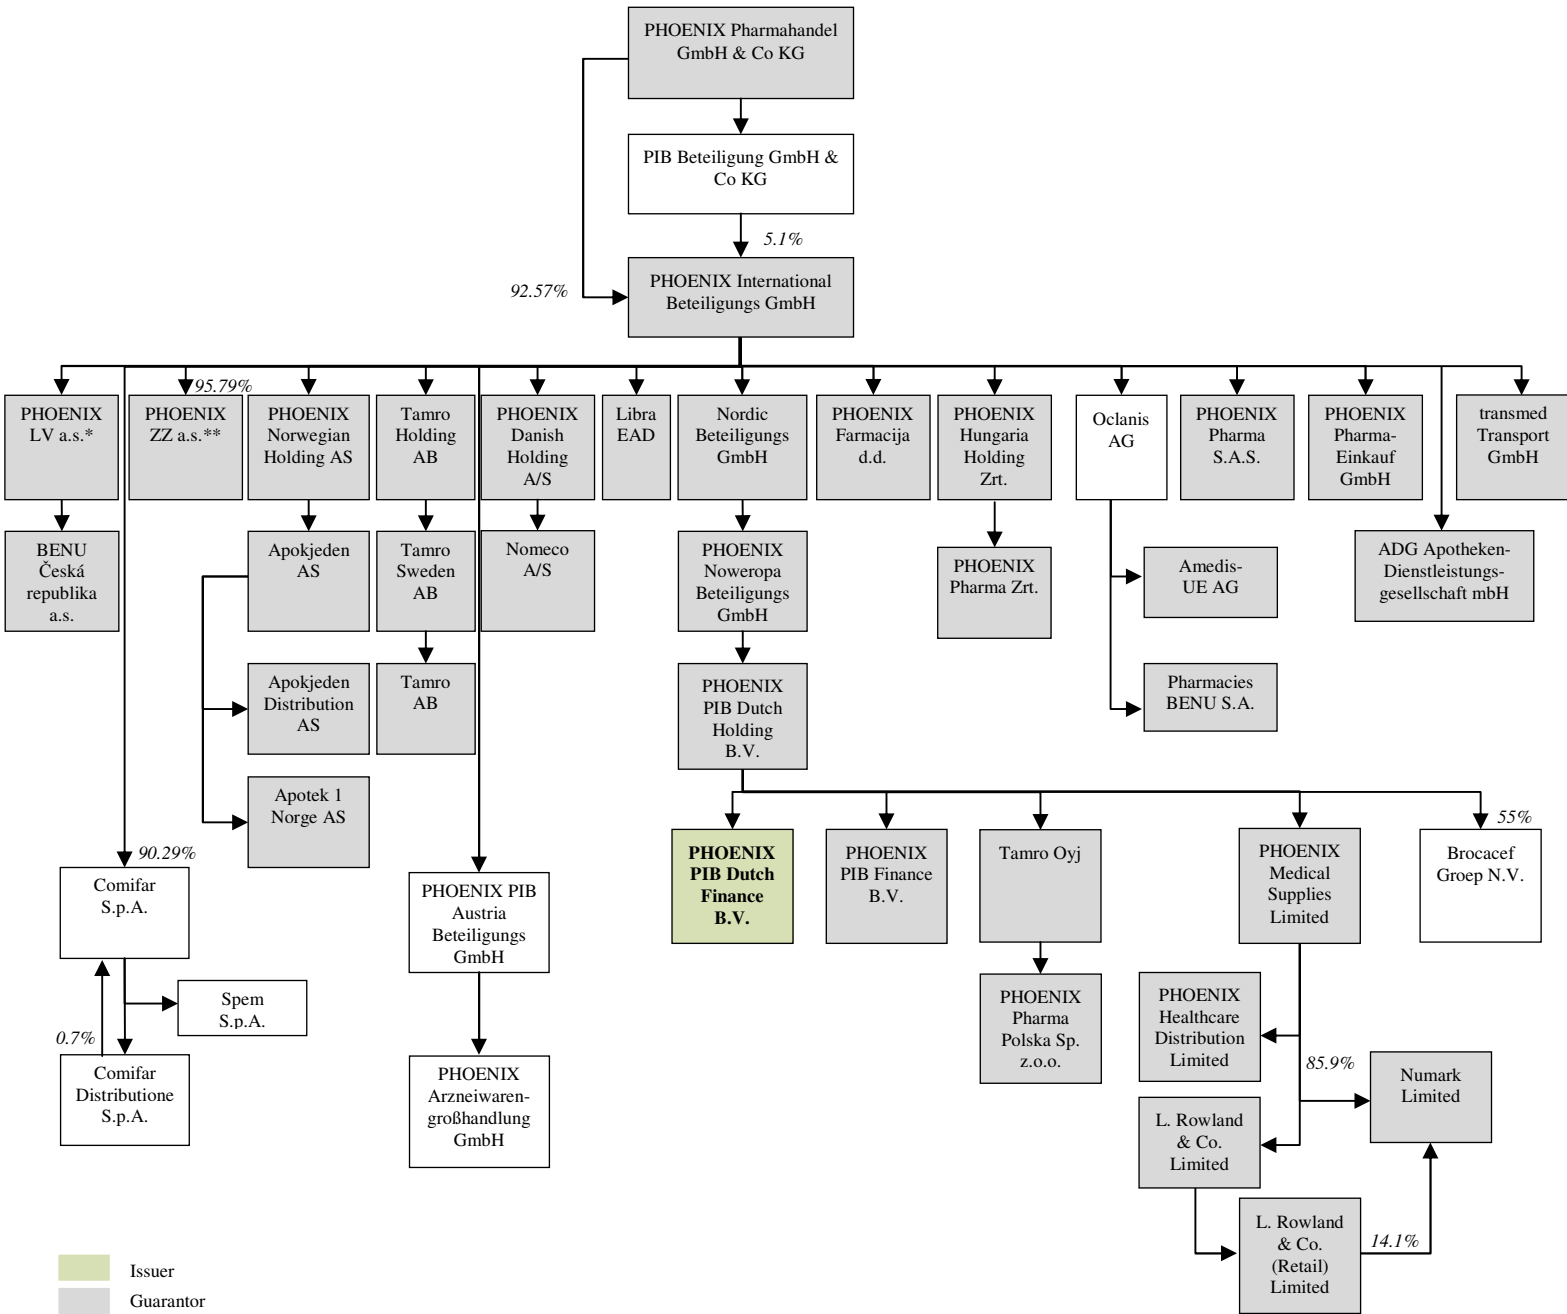 PHOENIX Pharmahandel
GmbH & Co KG
PIB Beteiligung GmbH &
Co KG
5.1%
PHOENIX International
Beteiligungs GmbH
92.57%
95.79%
PHOENIX
LV a.s.*
PHOENIX
ZZ a.s.**
PHOENIX
Norwegian
Holding AS
Tamro
Holding
AB
PHOENIX
Danish
Holding
A/S
Libra
EAD
Nordic
Beteiligungs
GmbH
PHOENIX
Farmacija
d.d.
PHOENIX
Hungaria
Holding
Zrt.
Oclanis
AG
PHOENIX
Pharma
S.A.S.
PHOENIX
Pharma-
Einkauf
GmbH
transmed
Transport
GmbH
BENU
Česká
republika
a.s.
Apokjeden
AS
Tamro
Sweden
AB
Nomeco
A/S
PHOENIX
Noweropa
Beteiligungs
GmbH
PHOENIX
Pharma Zrt.
Amedis-
UE AG
ADG Apotheken-
Dienstleistungs-
gesellschaft mbH
Apokjeden
Distribution
AS
Tamro
AB
PHOENIX
PIB Dutch
Holding
B.V.
Pharmacies
BENU S.A.
Apotek 1
Norge AS
90.29%
Comifar
S.p.A.
PHOENIX PIB
Austria
Beteiligungs
GmbH
PHOENIX
PIB Dutch
Finance
B.V.
PHOENIX
PIB Finance
B.V.
Tamro Oyj
PHOENIX
Medical
Supplies
Limited
55%
Brocacef
Groep N.V.
Spem
S.p.A.
0.7%
Comifar
Distributione
S.p.A.
PHOENIX
Arzneiwaren-
großhandlung
GmbH
PHOENIX
Pharma
Polska Sp.
z.o.o.
PHOENIX
Healthcare
Distribution
Limited
85.9%
Numark
Limited
L. Rowland
& Co.
Limited
L. Rowland
& Co.
(Retail)
Limited
14.1%
Issuer
Guarantor